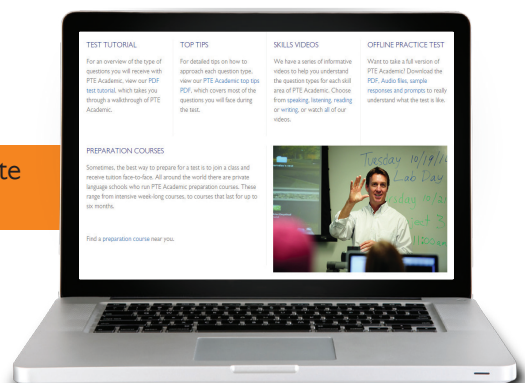 TEST TUTORIAL
For an overview of the type of
questions you will receive with
PTE Academic, view our PDF
test tutorial, which takes you
through a walkthrough of PTE
Academic.
TOP TIPS
For detailed tips on how to
approach each question type,
view our PTE Academic top tips
PDF, which covers most of the
questions you will face during
the test.
SKILLS VIDEOS
We have a series of informative
videos to help you understand
the question types for each skill
area of PTE Academic. Choose
from speaking, listening, reading
or writing, or watch all of our
videos.
OFFLINE PRACTICE TEST
Want to take a full version of
PTE Academic? Download the
PDF, Audio files, sample
responses and prompts to really
understand what the test is like.
te
PREPARATION COURSES
Sometimes, the best way to prepare for a test is to join a class and
receive tuition face-to-face. All around the world there are private
language schools who run PTE Academic preparation courses. These
range from intensive week-long courses, to courses that last for up to
six months.
Find a preparation course near you.
Tuesday 10/19/1
Lab Day